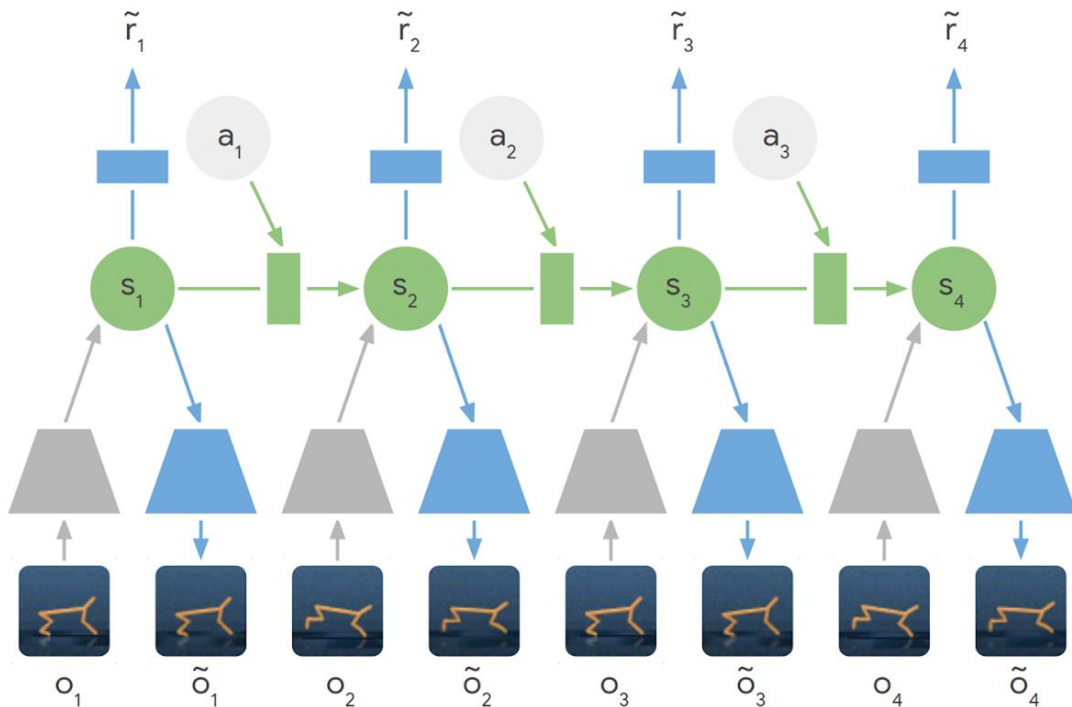 r̃₁ r̃₂ r̃₃ r̃₄
a₁ a₂ a₃
s₁ s₂ s₃ s₄
o₁ õ₁ o₂ õ₂ o₃ õ₃ o₄ õ₄